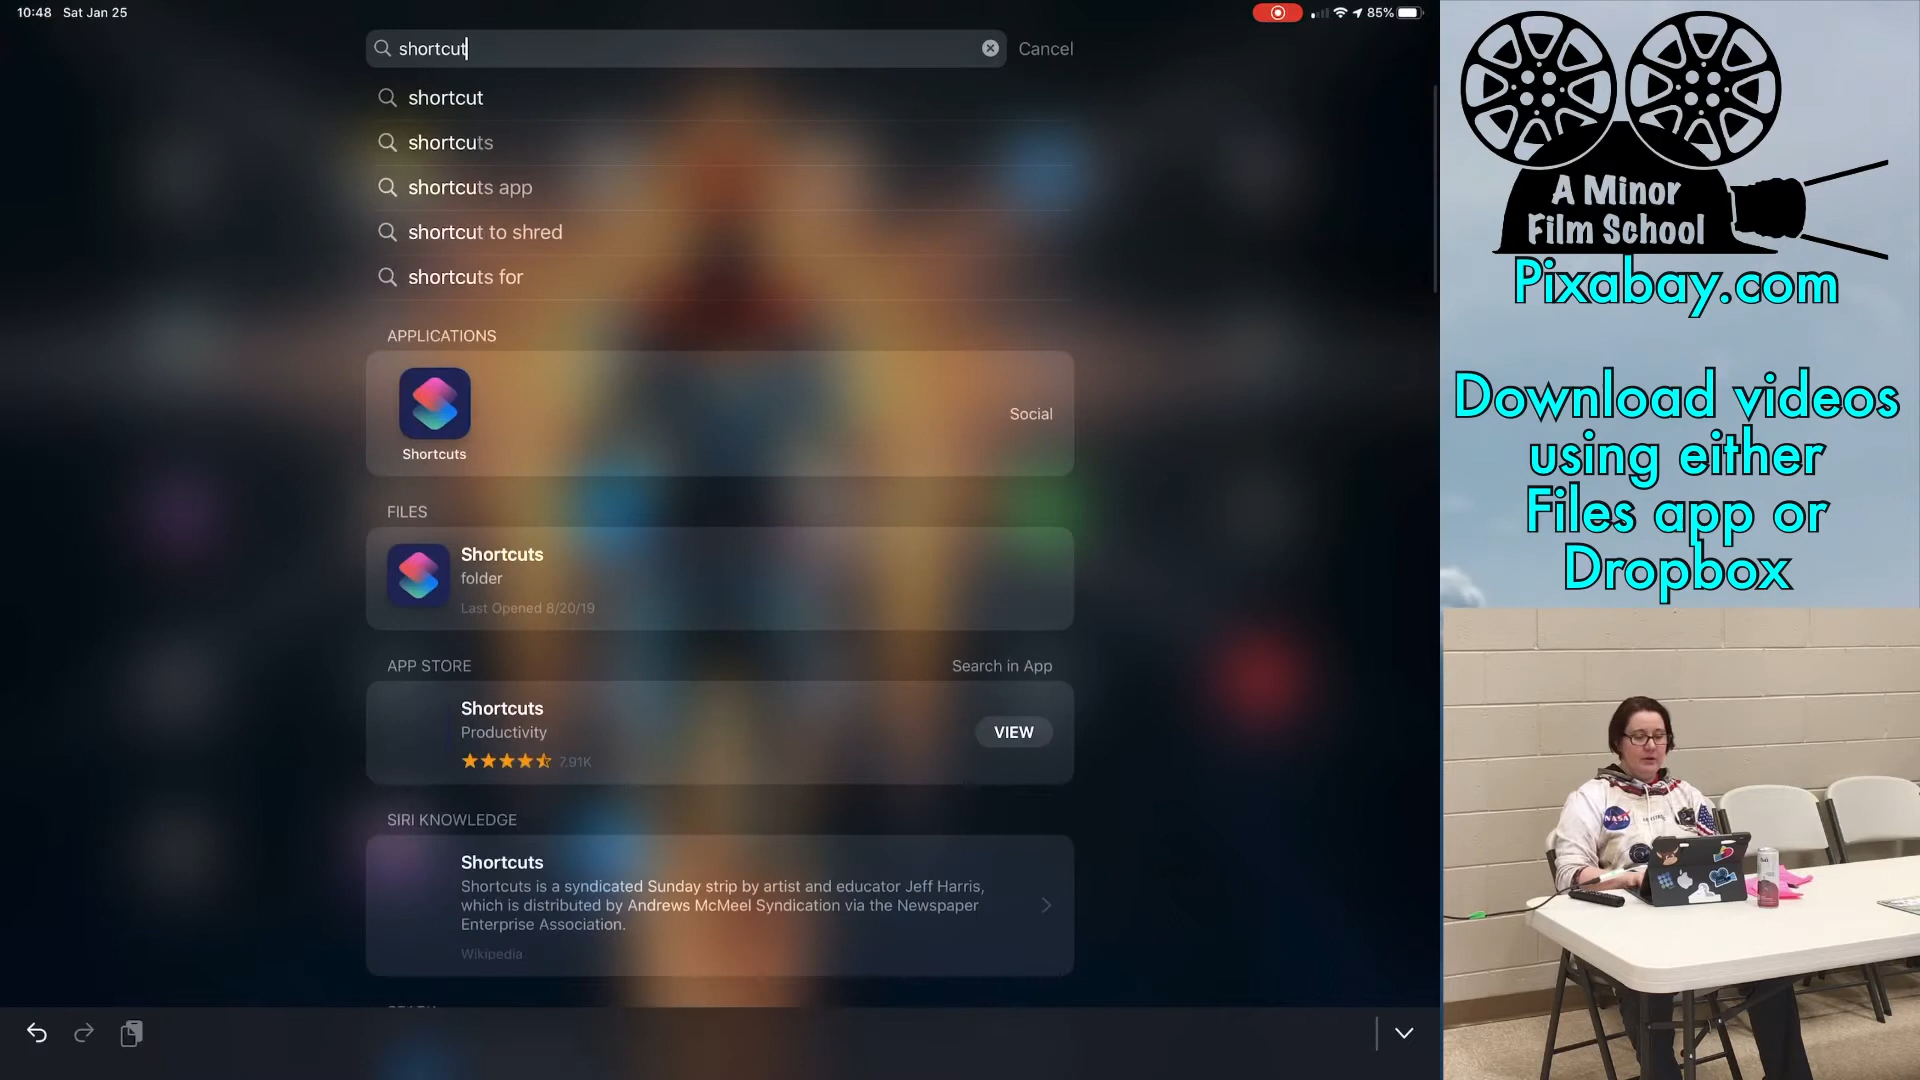 10:48 Sat Jan 25
85%
shortcut
Cancel
shortcut
shortcuts
shortcuts app
shortcut to shred
shortcuts for
APPLICATIONS
Shortcuts
Social
FILES
Shortcuts
folder
Last Opened 8/20/19
APP STORE
Search in App
Shortcuts
Productivity
7.91K
VIEW
SIRI KNOWLEDGE
Shortcuts
Shortcuts is a syndicated Sunday strip by artist and educator Jeff Harris,
which is distributed by Andrews McMeel Syndication via the Newspaper
Enterprise Association.
Wikipedia
A Minor
Film School
Pixabay.com
Download videos
using either
Files app or
Dropbox
NASA